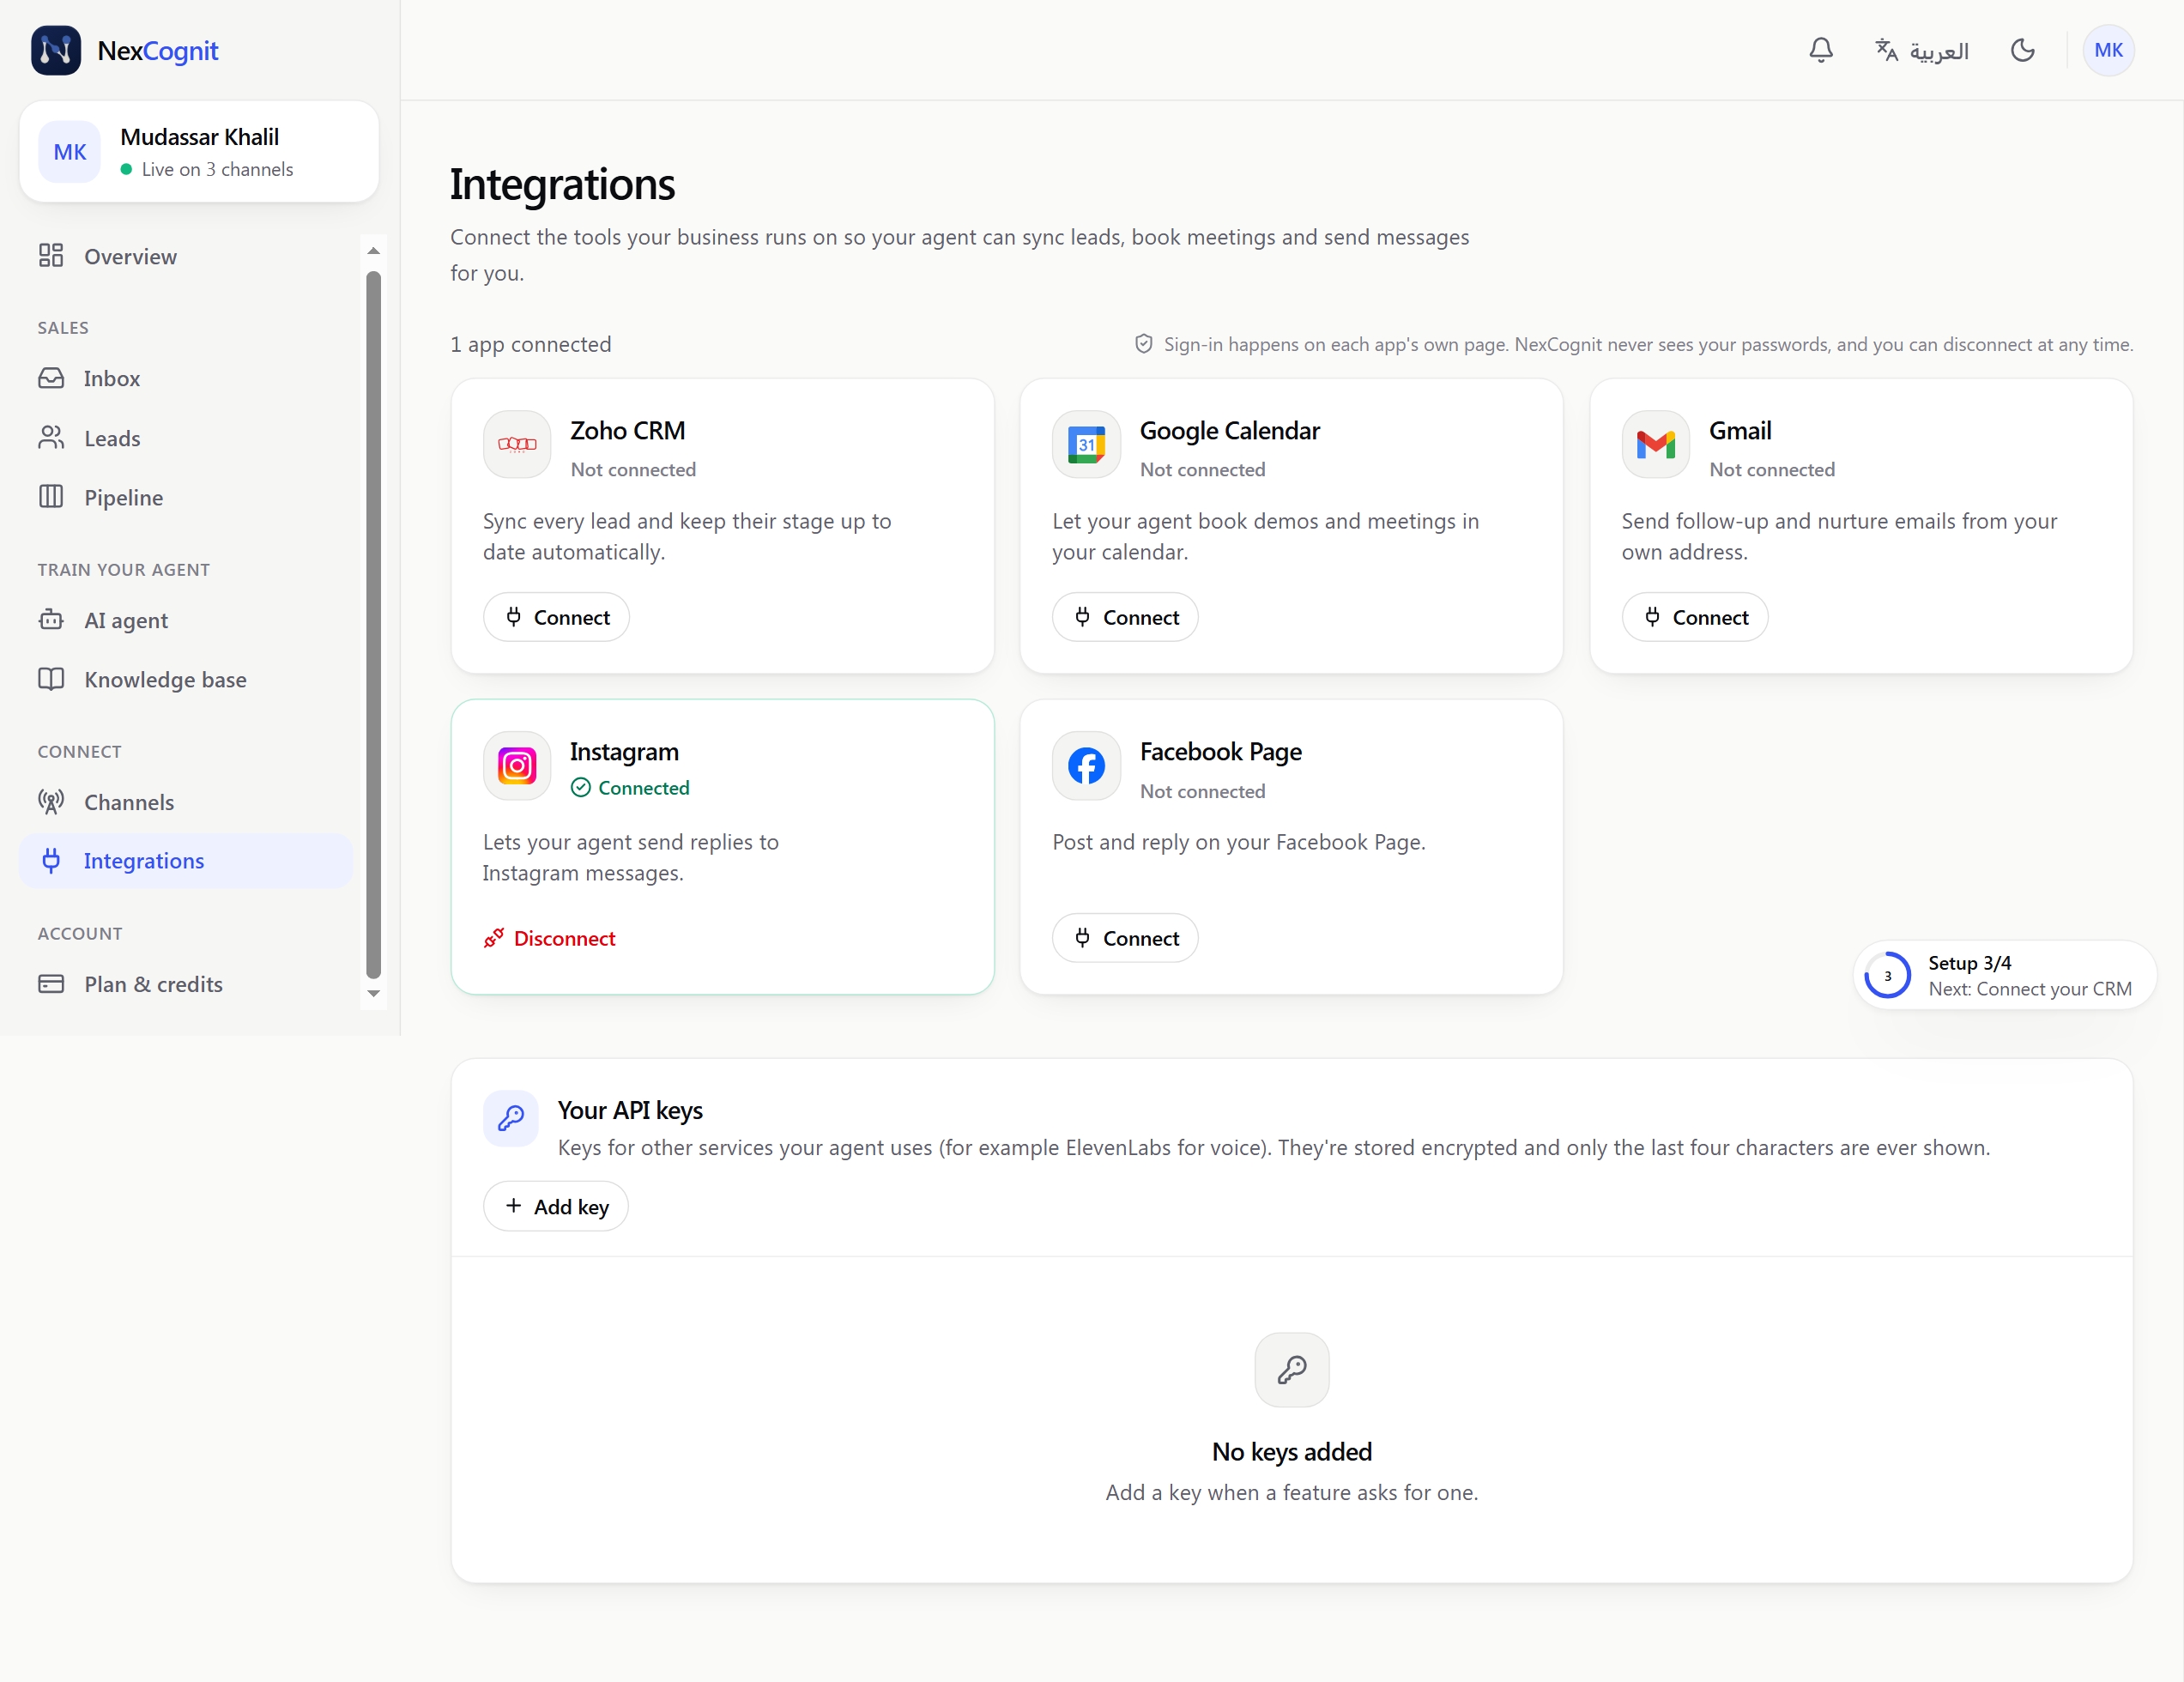 NexCognit
العربية
MK
MK
Mudassar Khalil
Live on 3 channels
Overview
SALES
Inbox
Leads
Pipeline
TRAIN YOUR AGENT
AI agent
Knowledge base
CONNECT
Channels
Integrations
ACCOUNT
Plan & credits
Integrations
Connect the tools your business runs on so your agent can sync leads, book meetings and send messages
for you.
1 app connected
Sign-in happens on each app's own page. NexCognit never sees your passwords, and you can disconnect at any time.
Zoho CRM
Not connected
Sync every lead and keep their stage up to
date automatically.
Connect
31
Google Calendar
Not connected
Let your agent book demos and meetings in
your calendar.
Connect
Gmail
Not connected
Send follow-up and nurture emails from your
own address.
Connect
Instagram
Connected
Lets your agent send replies to
Instagram messages.
Disconnect
Facebook Page
Not connected
Post and reply on your Facebook Page.
Connect
3
Setup 3/4
Next: Connect your CRM
Your API keys
Keys for other services your agent uses (for example ElevenLabs for voice). They're stored encrypted and only the last four characters are ever shown.
Add key
No keys added
Add a key when a feature asks for one.